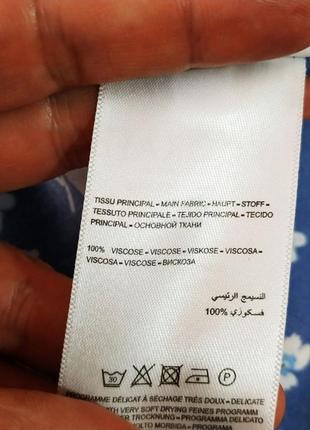 TISSU PRINCIPAL - MAIN FABRIC - HAUPT - STOFF -
TESSUTO PRINCIPALE - TEJIDO PRINCIPAL - TECIDO
PRINCIPAL - ОСНОВНОЙ ТКАНИ
100% VISCOSE - VISCOSE - VISKOSE - VISCOSA -
VISCOSA - VISCOSE - ВИСКОЗА
النسيج الرئيسي
فسكوزي %100
30 P
PROGRAMME DÉLICAT À SÉCHAGE TRÈS DOUX - DELICATE
WITH VERY SOFT DRYING FEINES PROGRAMM
TROCKNUNG - PROGRAMMA DELICATO
MOLTO MORBIDA - PROGRAMA